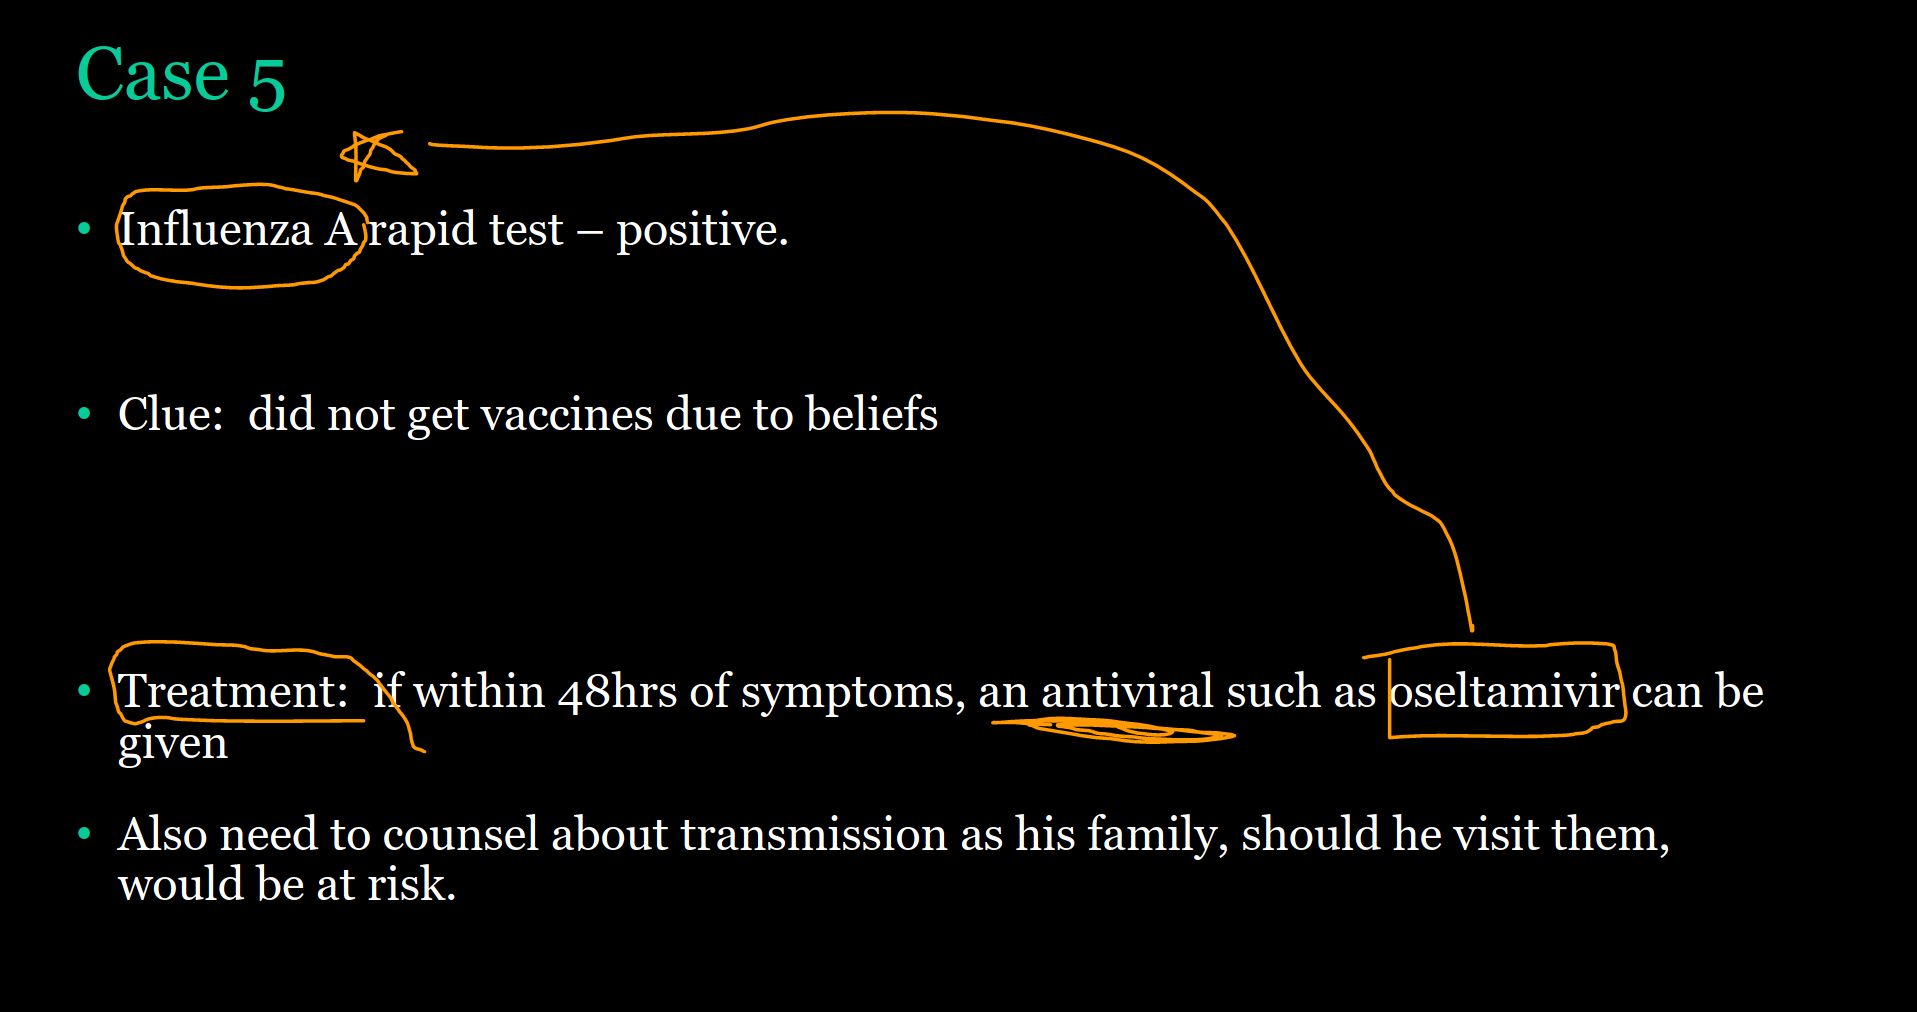 Case 5
• Influenza A rapid test – positive.
• Clue:  did not get vaccines due to beliefs
• Treatment:  if within 48hrs of symptoms, an antiviral such as oseltamivir can be
given
• Also need to counsel about transmission as his family, should he visit them,
would be at risk.